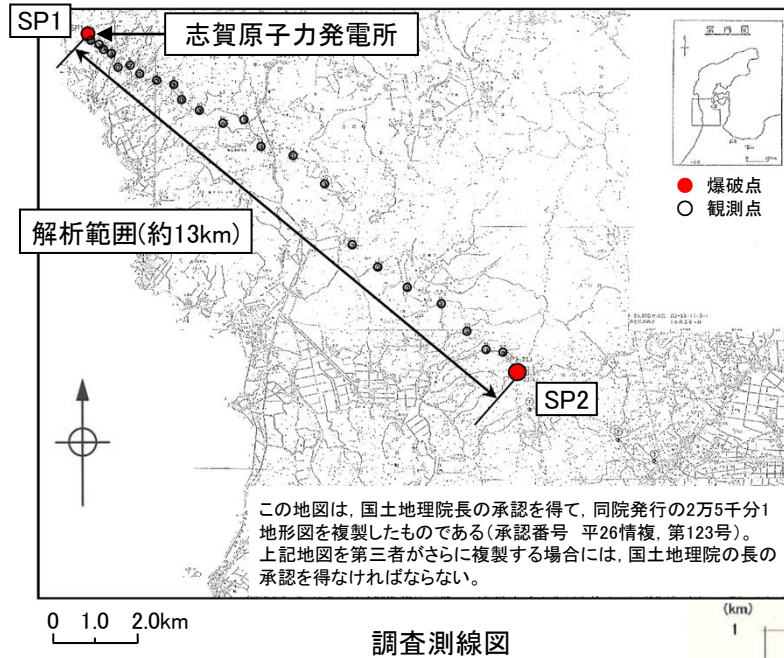 SP1
志賀原子力発電所
案内図
爆破点
観測点
解析範囲(約13km)
SP2
この地図は, 国土地理院長の承認を得て, 同院発行の2万5千分1
地形図を複製したものである(承認番号　平26情複, 第123号)。
上記地図を第三者がさらに複製する場合には, 国土地理院の長の
承認を得なければならない。
0 1.0 2.0km
調査測線図
(km)
1